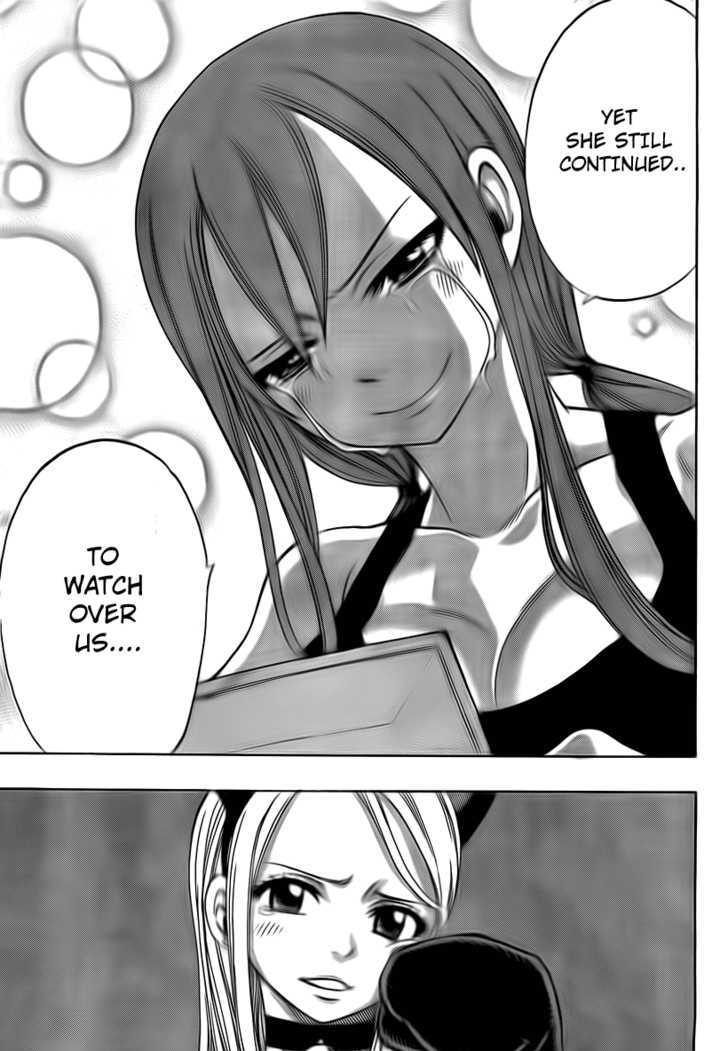 YET
SHE STILL
CONTINUED..
TO
WATCH
OVER
US....